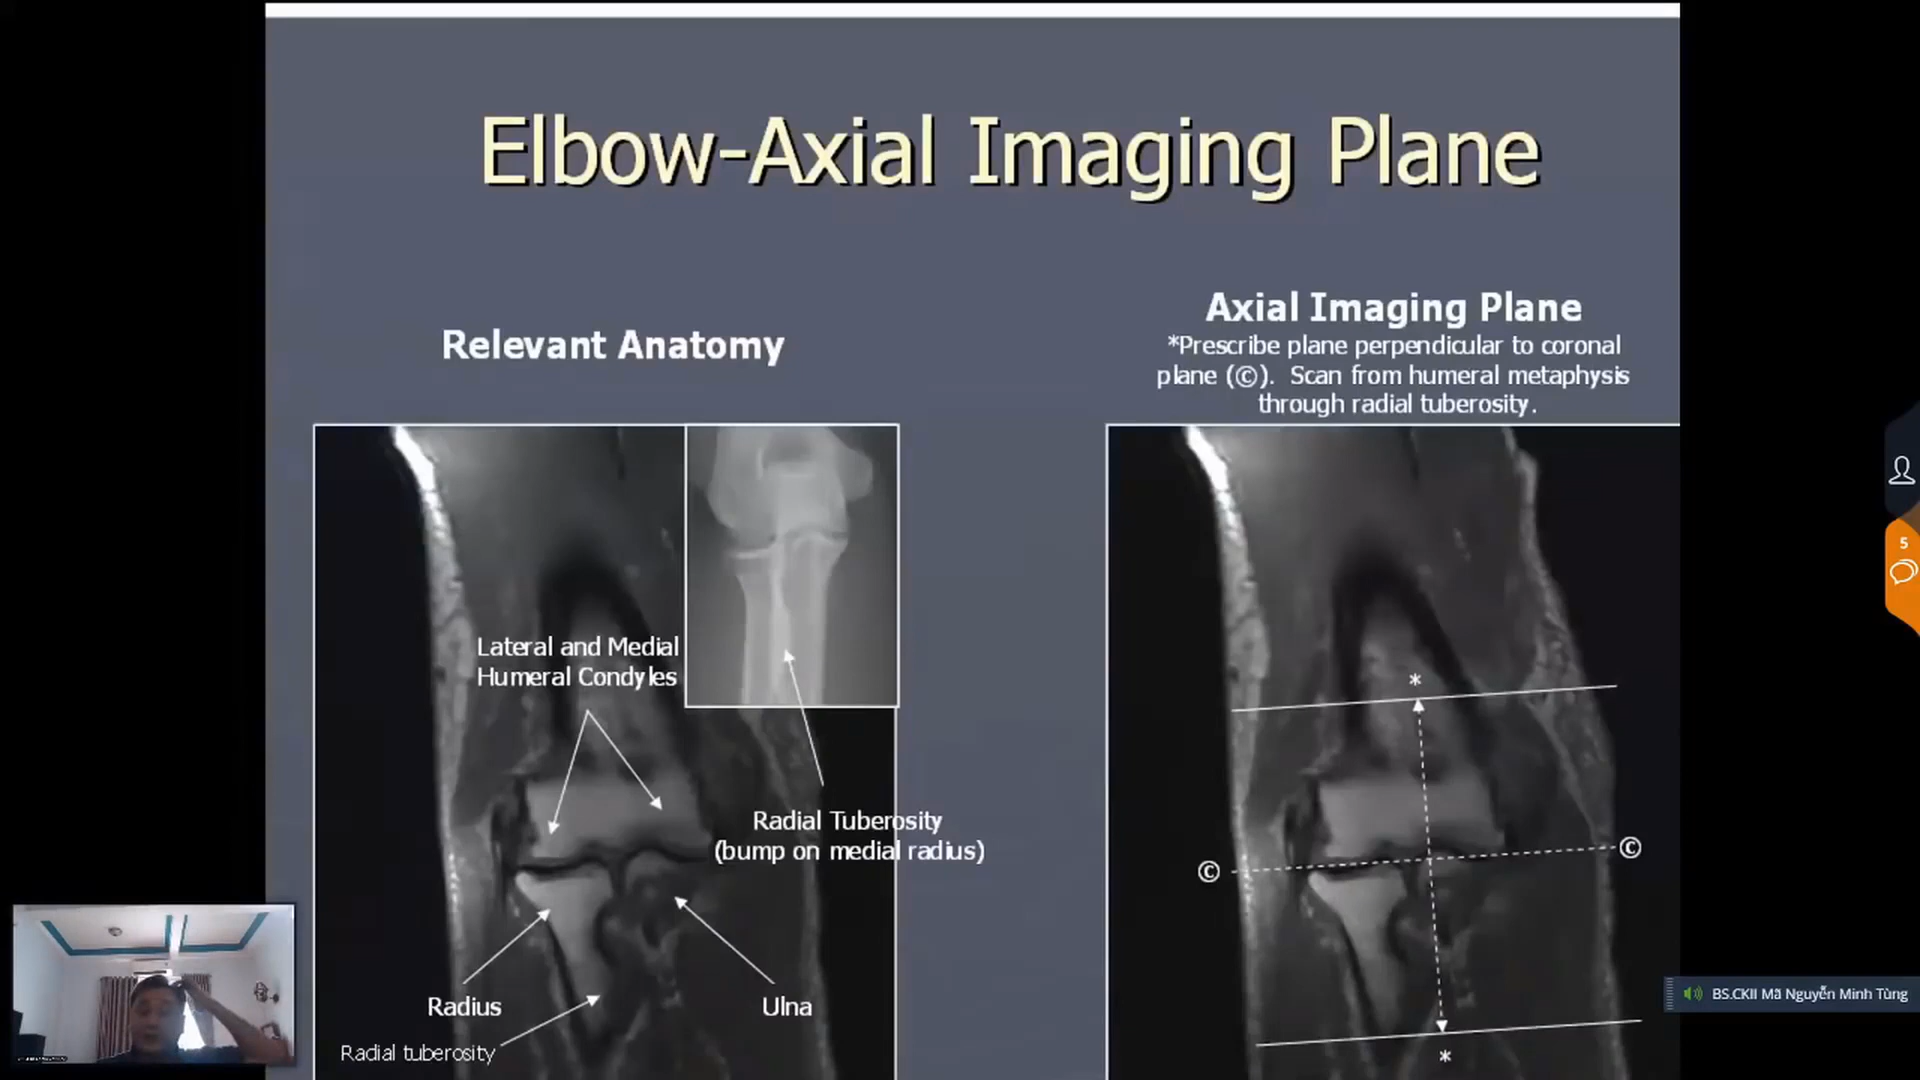 Elbow-Axial Imaging Plane
Relevant Anatomy
Axial Imaging Plane
*Prescribe plane perpendicular to coronal
plane (©). Scan from humeral metaphysis
through radial tuberosity.
Lateral and Medial
Humeral Condyles
Radial Tuberosity
(bump on medial radius)
Radius
Ulna
Radial tuberosity
*
©
©
*
5
BS.CKII Mã Nguyễn Minh Tùng